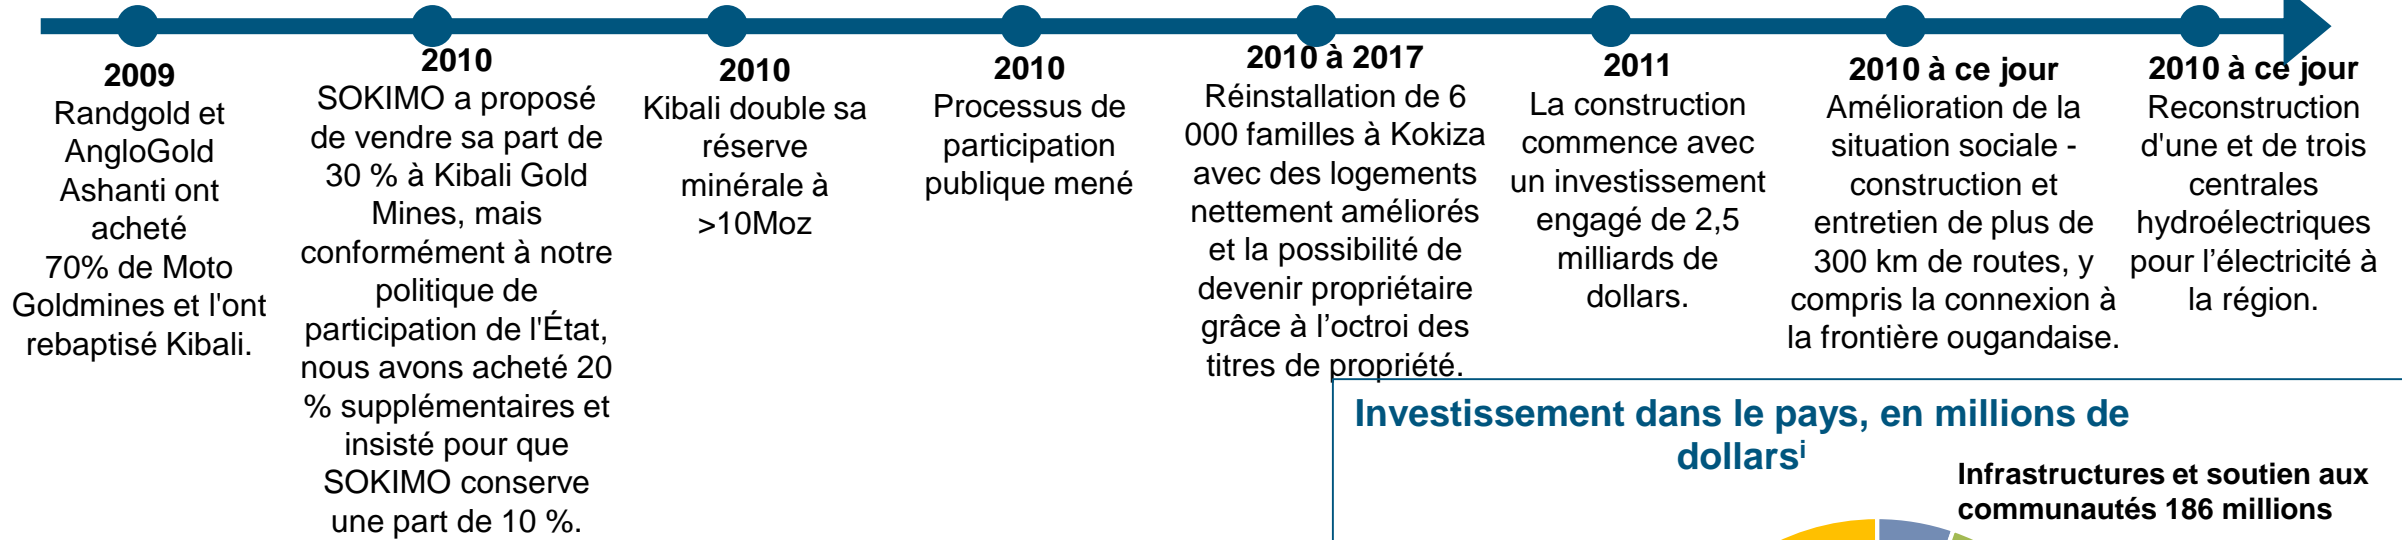 2009
Randgold et
AngloGold
Ashanti ont
acheté
70% de Moto
Goldmines et l'ont
rebaptisé Kibali.
2010
SOKIMO a proposé
de vendre sa part de
30 % à Kibali Gold
Mines, mais
conformément à notre
politique de
participation de l'État,
nous avons acheté 20
% supplémentaires et
insisté pour que
SOKIMO conserve
une part de 10 %.
2010
Kibali double sa
réserve
minérale à
>10Moz
2010
Processus de
participation
publique mené
2010 à 2017
Réinstallation de 6
000 familles à Kokiza
avec des logements
nettement améliorés
et la possibilité de
devenir propriétaire
grâce à l’octroi des
titres de propriété.
2011
La construction
commence avec
un investissement
engagé de 2,5
milliards de
dollars.
2010 à ce jour
Amélioration de la
situation sociale -
construction et
entretien de plus de
300 km de routes, y
compris la connexion à
la frontière ougandaise.
2010 à ce jour
Reconstruction
d'une et de trois
centrales
hydroélectriques
pour l’électricité à
la région.
Investissement dans le pays, en millions de
dollarsⁱ
Infrastructures et soutien aux
communautés 186 millions